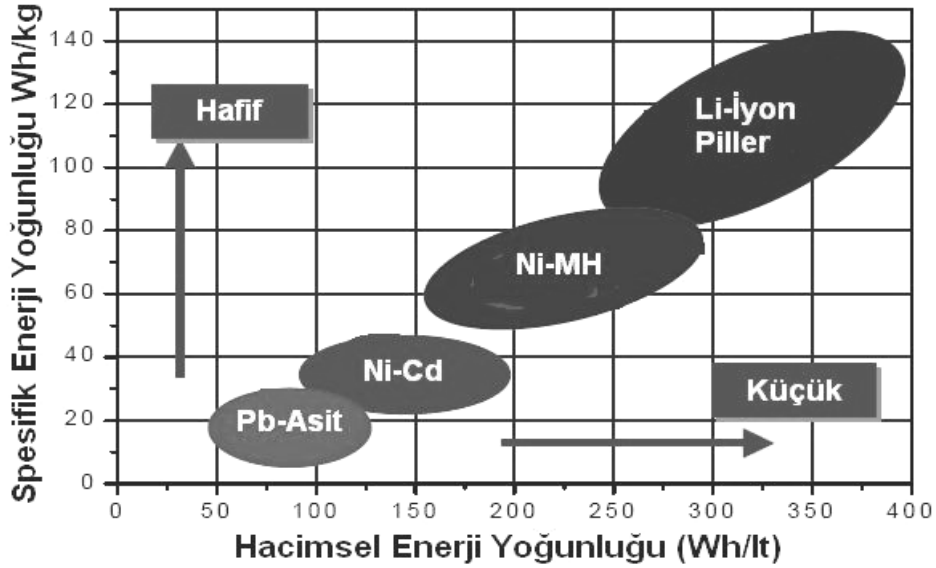 Spesifik Enerji Yoğunluğu Wh/kg
140
120
100
80
60
40
20
0
Hafif
Li-İyon
Piller
Ni-MH
Ni-Cd
Pb-Asit
Küçük
0 50 100 150 200 250 300 350 400
Hacimsel Enerji Yoğunluğu (Wh/lt)